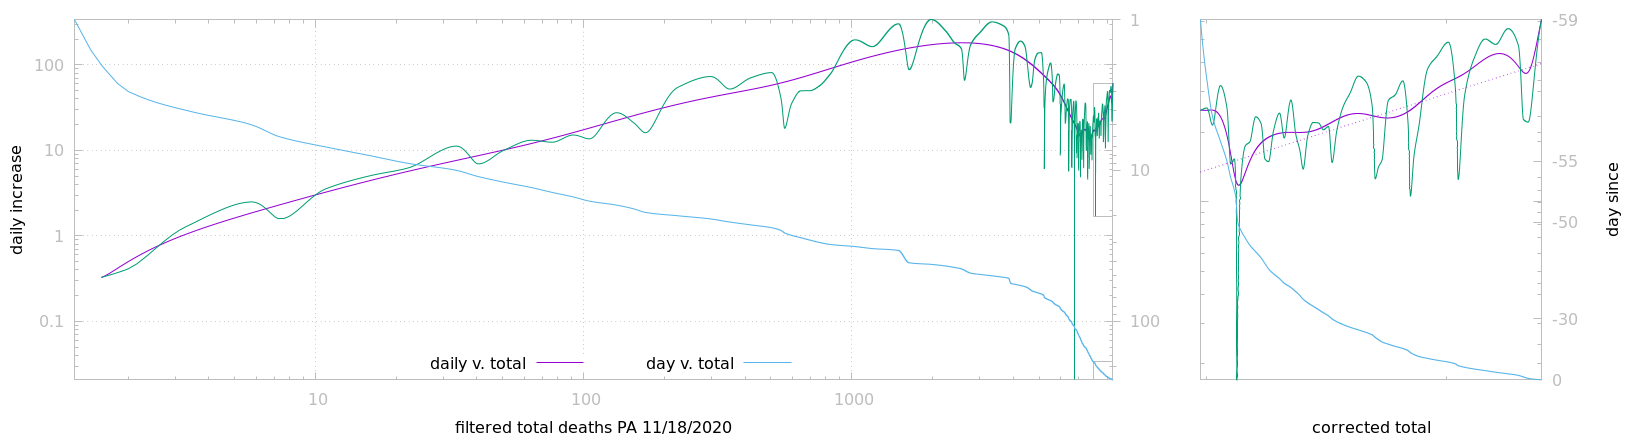 daily increase
100
10
1
0.1
daily v. total
day v. total
10
100
1000
filtered total deaths PA 11/18/2020
1
10
100
-59
-55
-50
-30
0
day since
corrected total